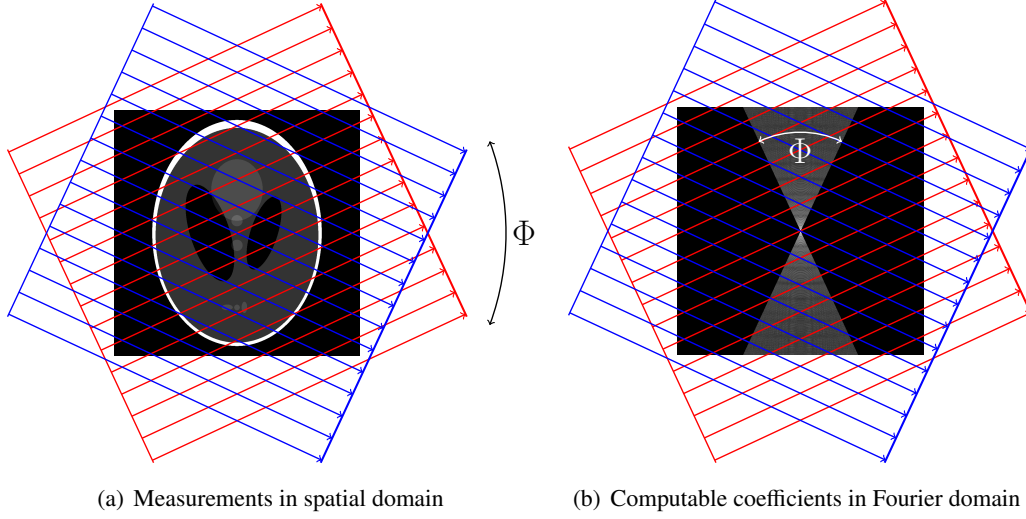 Φ
Φ
(a) Measurements in spatial domain
(b) Computable coefficients in Fourier domain